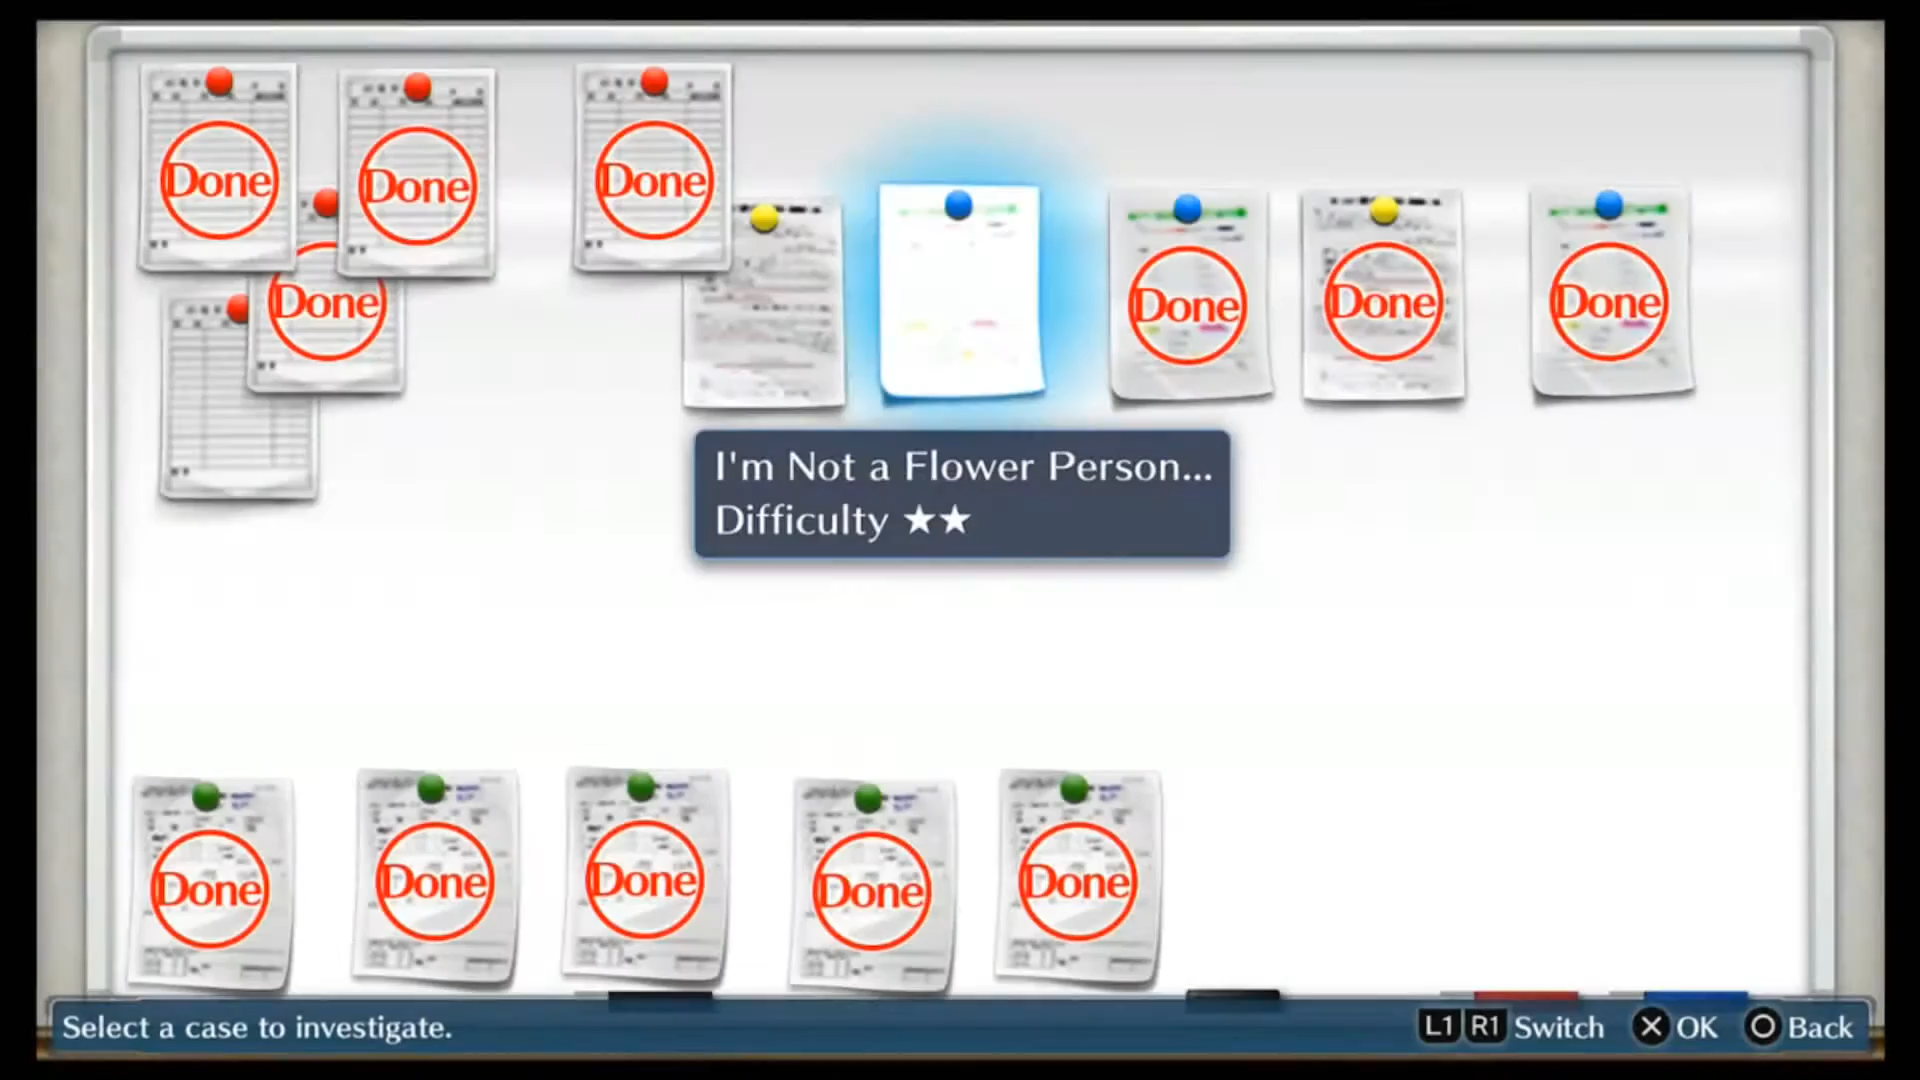 Done
Done
Done
Done
Done
Done
Done
I'm Not a Flower Person...
Difficulty ★★
Done
Done
Done
Done
Done
Select a case to investigate.
L1 R1 Switch ⓧ OK ⓞ Back